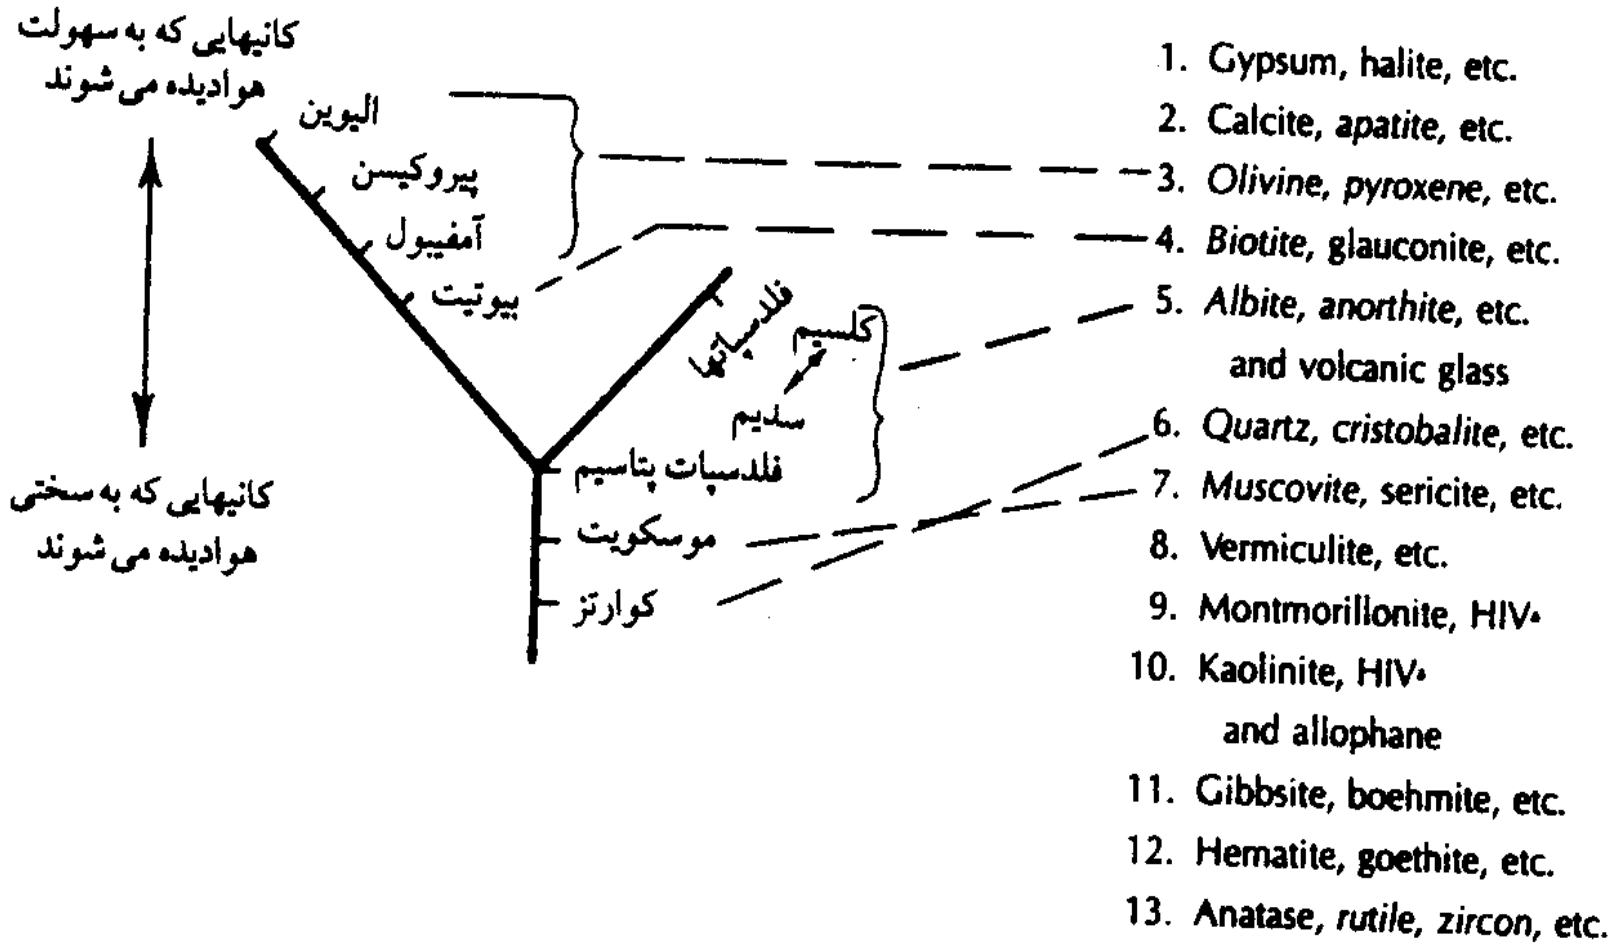 کانیهایی که به سهولت
هوادیده می‌شوند
الیوین
پیروکیسن
آمفیبول
بیوتیت
فلدسپاتها
کلسیم
سدیم
فلدسپات پتاسیم
موسکویت
کوارتز
کانیهایی که به سختی
هوادیده می‌شوند
1. Gypsum, halite, etc.
2. Calcite, apatite, etc.
3. Olivine, pyroxene, etc.
4. Biotite, glauconite, etc.
5. Albite, anorthite, etc.
and volcanic glass
6. Quartz, cristobalite, etc.
7. Muscovite, sericite, etc.
8. Vermiculite, etc.
9. Montmorillonite, HIV
10. Kaolinite, HIV
and allophane
11. Gibbsite, boehmite, etc.
12. Hematite, goethite, etc.
13. Anatase, rutile, zircon, etc.